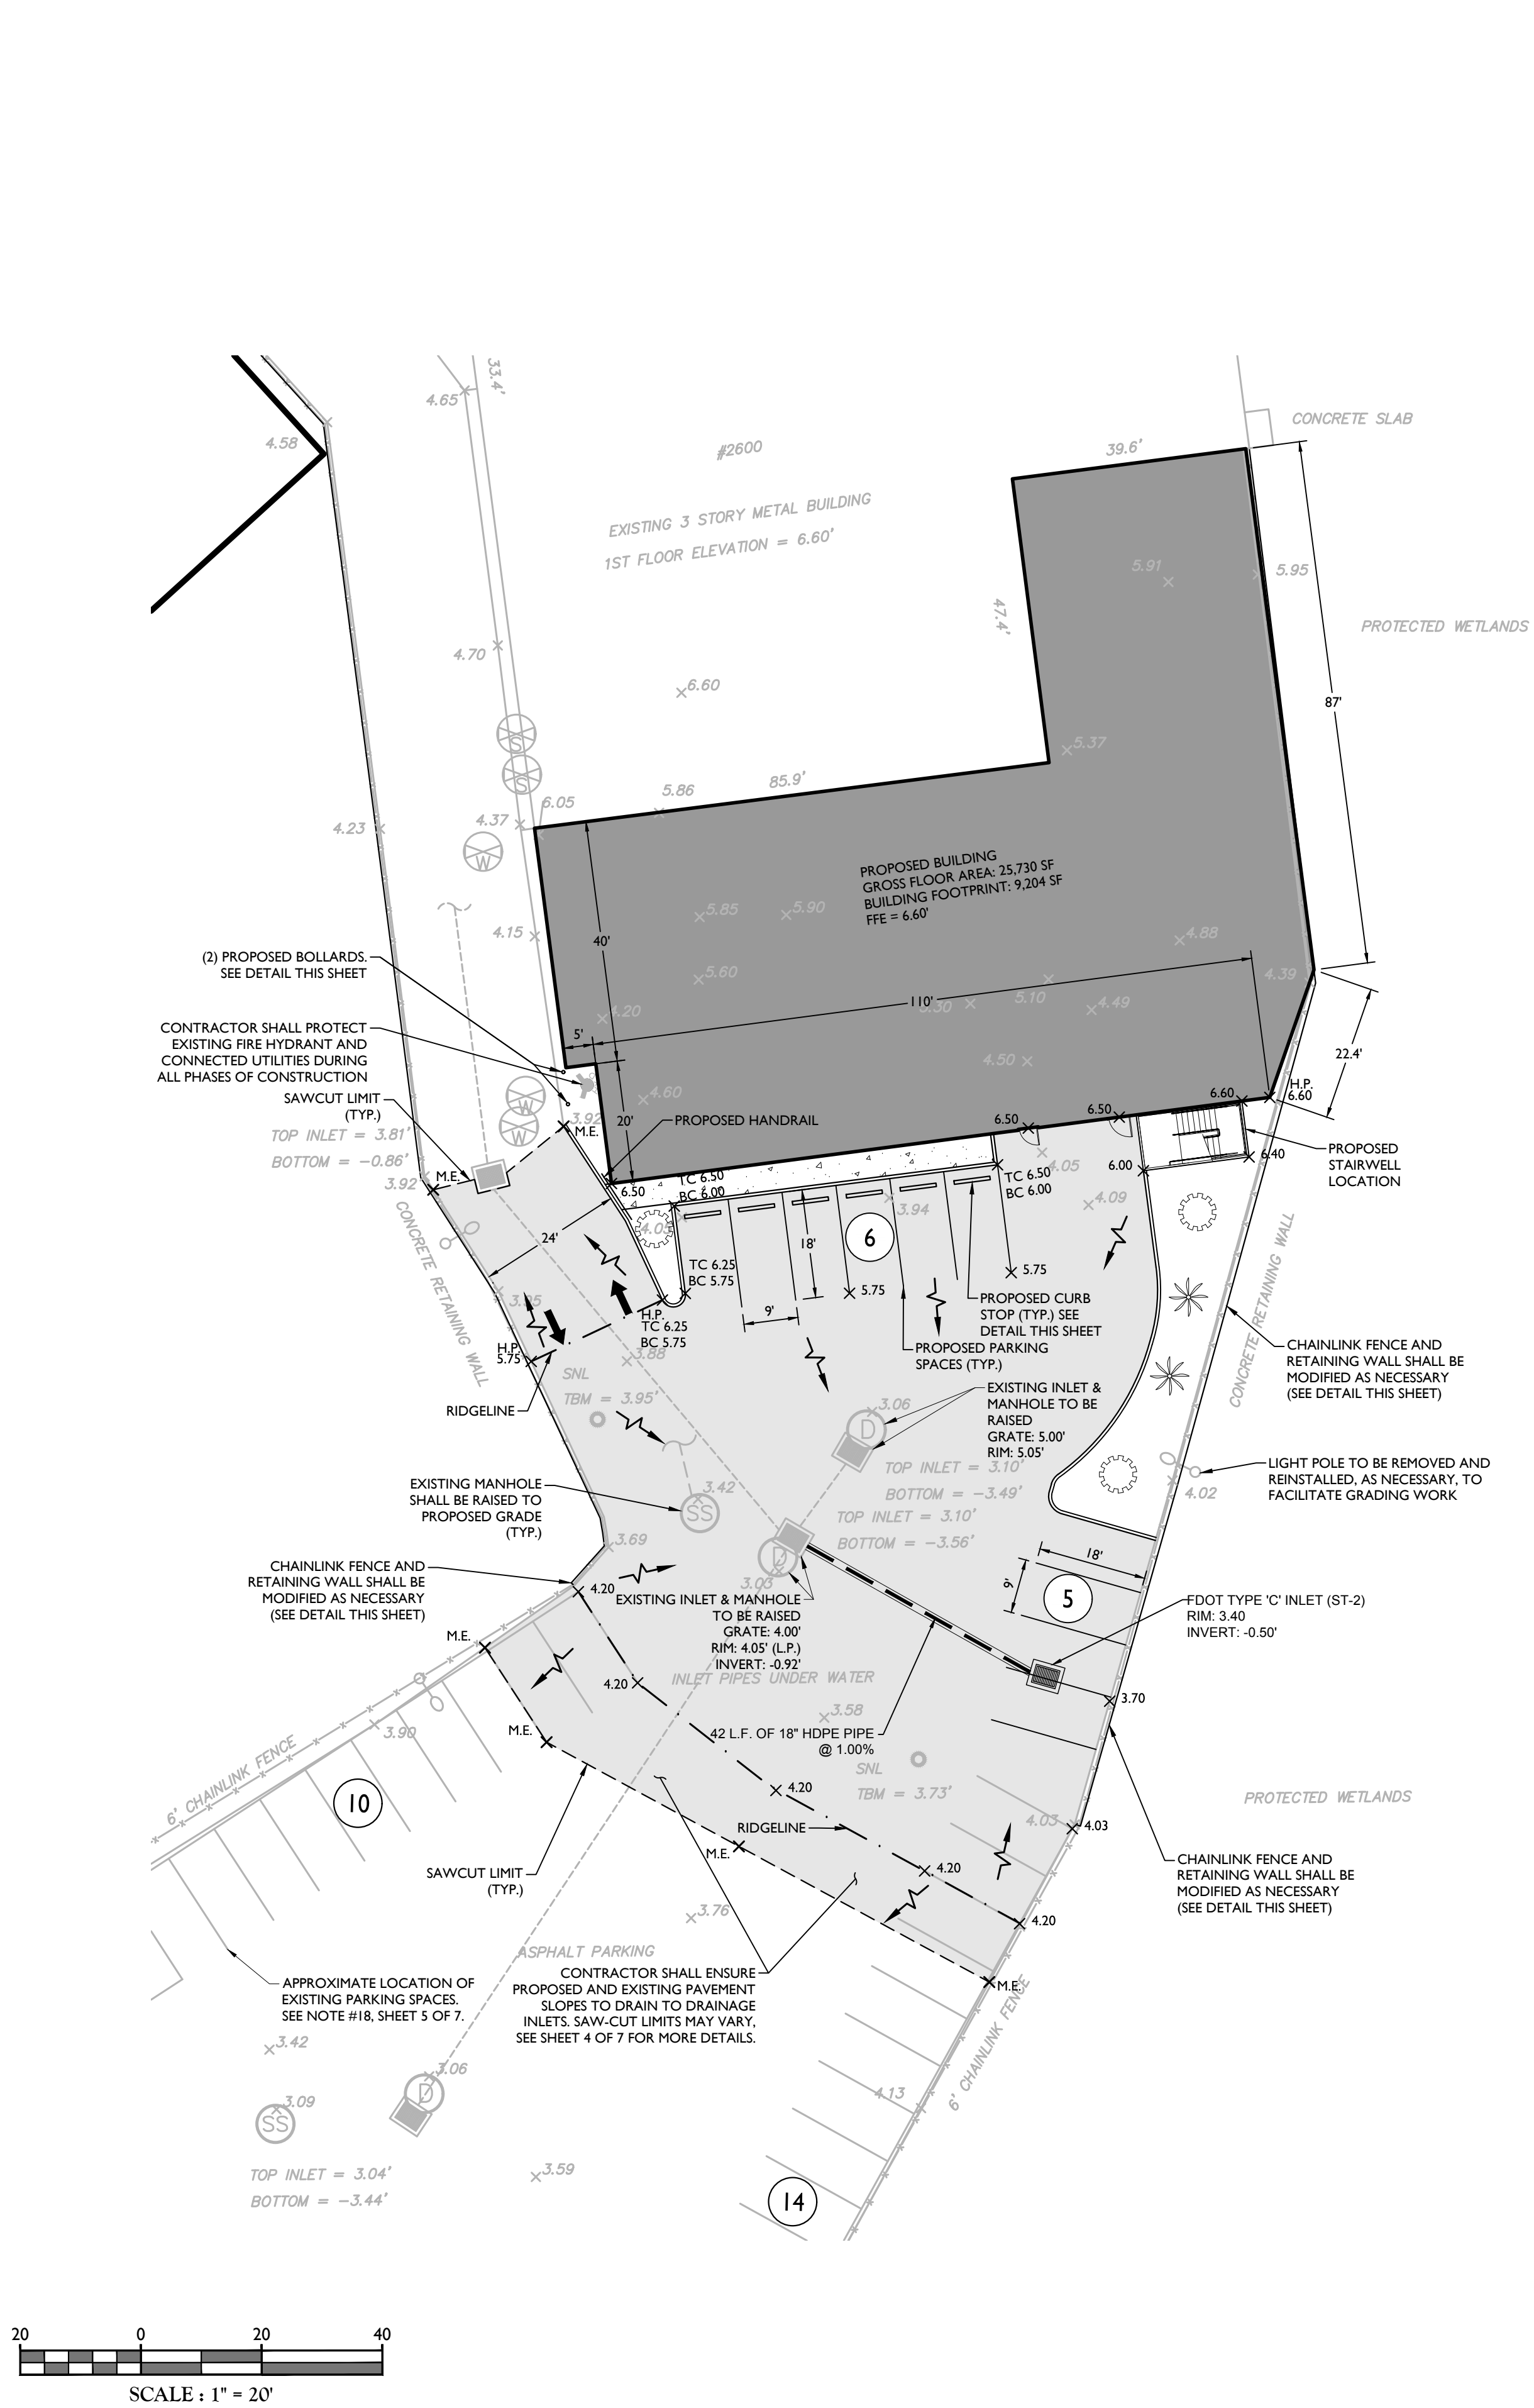 33.4'
4.65
4.58
#2600
39.6'
CONCRETE SLAB
EXISTING 3 STORY METAL BUILDING
1ST FLOOR ELEVATION = 6.60'
5.91
5.95
47.4'
PROTECTED WETLANDS
4.70
6.60
87'
S
S
5.37
85.9'
5.86
6.05
4.37
4.23
W
PROPOSED BUILDING
GROSS FLOOR AREA: 25,730 SF
BUILDING FOOTPRINT: 9,204 SF
FFE = 6.60'
5.85
5.90
4.15
40'
4.88
(2) PROPOSED BOLLARDS.
SEE DETAIL THIS SHEET
5.60
4.39
110'
5.10
4.49
4.20
CONTRACTOR SHALL PROTECT
EXISTING FIRE HYDRANT AND
CONNECTED UTILITIES DURING
ALL PHASES OF CONSTRUCTION
5'
4.50
22.4'
H.P.
6.60
6.60
SAWCUT LIMIT
(TYP.)
W
W
4.60
20'
3.92
M.E.
PROPOSED HANDRAIL
6.50
6.50
TOP INLET = 3.81'
BOTTOM = -0.86'
PROPOSED
STAIRWELL
LOCATION
6.40
6.00
4.05
M.E.
3.92
TC 6.50
BC 6.00
6.50
TC 6.50
BC 6.00
4.09
3.94
4.05
6
18'
24'
CONCRETE RETAINING WALL
CONCRETE RETAINING WALL
TC 6.25
BC 5.75
5.75
5.75
3.95
9'
H.P.
TC 6.25
BC 5.75
PROPOSED CURB
STOP (TYP.) SEE
DETAIL THIS SHEET
PROPOSED PARKING
SPACES (TYP.)
CHAINLINK FENCE AND
RETAINING WALL SHALL BE
MODIFIED AS NECESSARY
(SEE DETAIL THIS SHEET)
H.P.
5.75
3.88
SNL
TBM = 3.95'
RIDGELINE
3.06
D
EXISTING INLET &
MANHOLE TO BE
RAISED
GRATE: 5.00'
RIM: 5.05'
TOP INLET = 3.10'
BOTTOM = -3.49'
TOP INLET = 3.10'
BOTTOM = -3.56'
LIGHT POLE TO BE REMOVED AND
REINSTALLED, AS NECESSARY, TO
FACILITATE GRADING WORK
4.02
EXISTING MANHOLE
SHALL BE RAISED TO
PROPOSED GRADE
(TYP.)
3.42
SS
3.69
D
3.03
18'
9'
5
CHAINLINK FENCE AND
RETAINING WALL SHALL BE
MODIFIED AS NECESSARY
(SEE DETAIL THIS SHEET)
4.20
EXISTING INLET & MANHOLE
TO BE RAISED
GRATE: 4.00'
RIM: 4.05' (L.P.)
INVERT: -0.92'
FDOT TYPE 'C' INLET (ST-2)
RIM: 3.40
INVERT: -0.50'
M.E.
4.20
INLET PIPES UNDER WATER
3.70
3.58
M.E.
3.90
42 L.F. OF 18" HDPE PIPE
@ 1.00%
SNL
TBM = 3.73'
6' CHAINLINK FENCE
10
4.20
4.03
4.03
PROTECTED WETLANDS
RIDGELINE
M.E.
4.20
SAWCUT LIMIT
(TYP.)
CHAINLINK FENCE AND
RETAINING WALL SHALL BE
MODIFIED AS NECESSARY
(SEE DETAIL THIS SHEET)
3.76
4.20
ASPHALT PARKING
APPROXIMATE LOCATION OF
EXISTING PARKING SPACES.
SEE NOTE #18, SHEET 5 OF 7.
CONTRACTOR SHALL ENSURE
PROPOSED AND EXISTING PAVEMENT
SLOPES TO DRAIN TO DRAINAGE
INLETS. SAW-CUT LIMITS MAY VARY,
SEE SHEET 4 OF 7 FOR MORE DETAILS.
M.E.
6' CHAINLINK FENCE
3.42
3.06
D
3.09
SS
4.13
3.59
TOP INLET = 3.04'
BOTTOM = -3.44'
14
20 0 20 40
SCALE : 1" = 20'